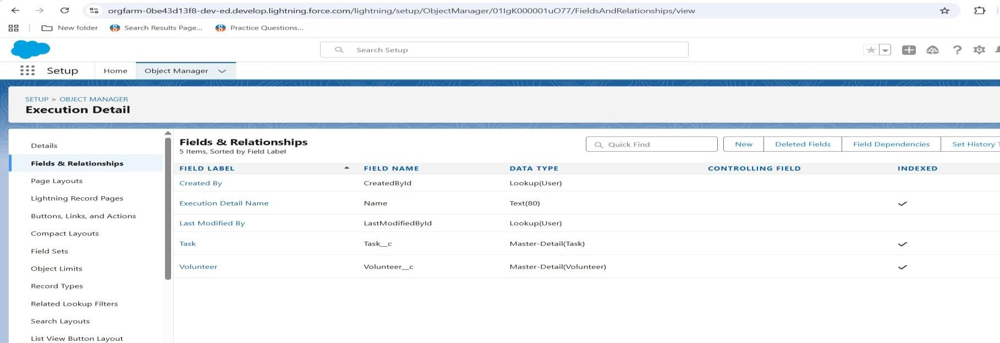 orgfarm-0be43d13f8-dev-ed.develop.lightning.force.com/lightning/setup/ObjectManager/01IgK000001uO77/FieldsAndRelationships/view
New folder
Search Results Page...
Practice Questions...
Search Setup
Setup
Home
Object Manager
SETUP > OBJECT MANAGER
Execution Detail
Details
Fields & Relationships
Page Layouts
Lightning Record Pages
Buttons, Links, and Actions
Compact Layouts
Field Sets
Object Limits
Record Types
Related Lookup Filters
Search Layouts
List View Button Layout
Fields & Relationships
5 Items, Sorted by Field Label
Quick Find
New
Deleted Fields
Field Dependencies
Set History T
FIELD LABEL FIELD NAME DATA TYPE CONTROLLING FIELD INDEXED
Created By CreatedById Lookup(User)
Execution Detail Name Name Text(80)
Last Modified By LastModifiedById Lookup(User)
Task Task__c Master-Detail(Task)
Volunteer Volunteer__c Master-Detail(Volunteer)